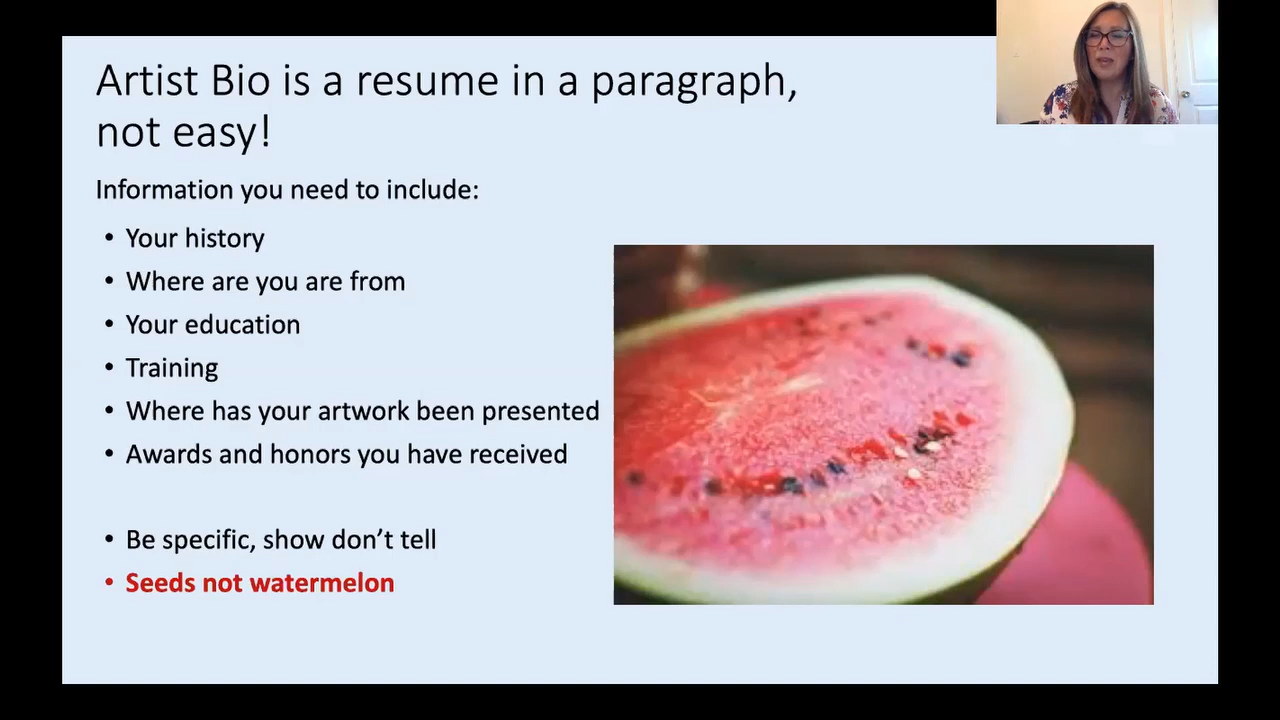 Artist Bio is a resume in a paragraph,
not easy!
Information you need to include:
• Your history
• Where are you are from
• Your education
• Training
• Where has your artwork been presented
• Awards and honors you have received
• Be specific, show don’t tell
• Seeds not watermelon